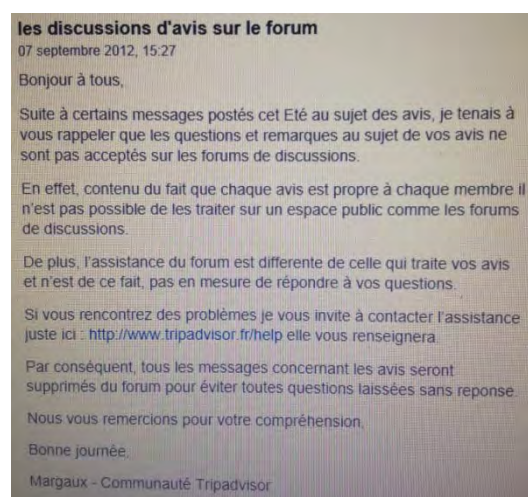 les discussions d'avis sur le forum
07 septembre 2012, 15:27
Bonjour à tous,
Suite à certains messages postés cet Eté au sujet des avis, je tenais à
vous rappeler que les questions et remarques au sujet de vos avis ne
sont pas acceptés sur les forums de discussions.
En effet, contenu du fait que chaque avis est propre à chaque membre il
n'est pas possible de les traiter sur un espace public comme les forums
de discussions.
De plus, l'assistance du forum est differente de celle qui traite vos avis
et n'est de ce fait, pas en mesure de répondre à vos questions.
Si vous rencontrez des problèmes je vous invite à contacter l'assistance
juste ici : http://www.tripadvisor.fr/help elle vous renseignera.
Par conséquent, tous les messages concernant les avis seront
supprimés du forum pour éviter toutes questions laissées sans reponse.
Nous vous remercions pour votre compréhension,
Bonne journée,
Margaux - Communauté Tripadvisor